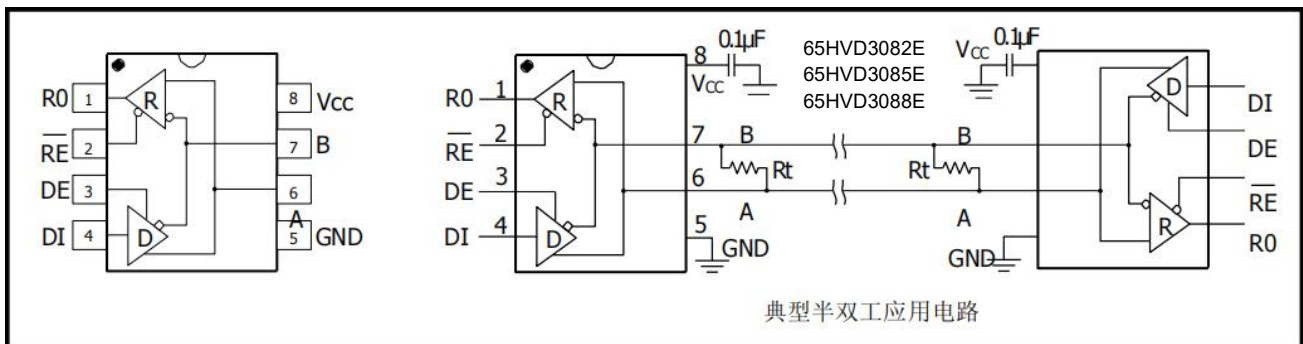 R0 1
RE 2
DE 3
DI 4
R
D
8 Vcc
7 B
6
A
5 GND
R0 1
RE 2
DE 3
DI 4
R
D
8
Vcc
0.1µF
7
6
5
GND
B
A
Rt
65HVD3082E
65HVD3085E
65HVD3088E
B
A
Rt
Vcc
0.1µF
GND
D
R
DI
DE
RE
R0
典型半双工应用电路